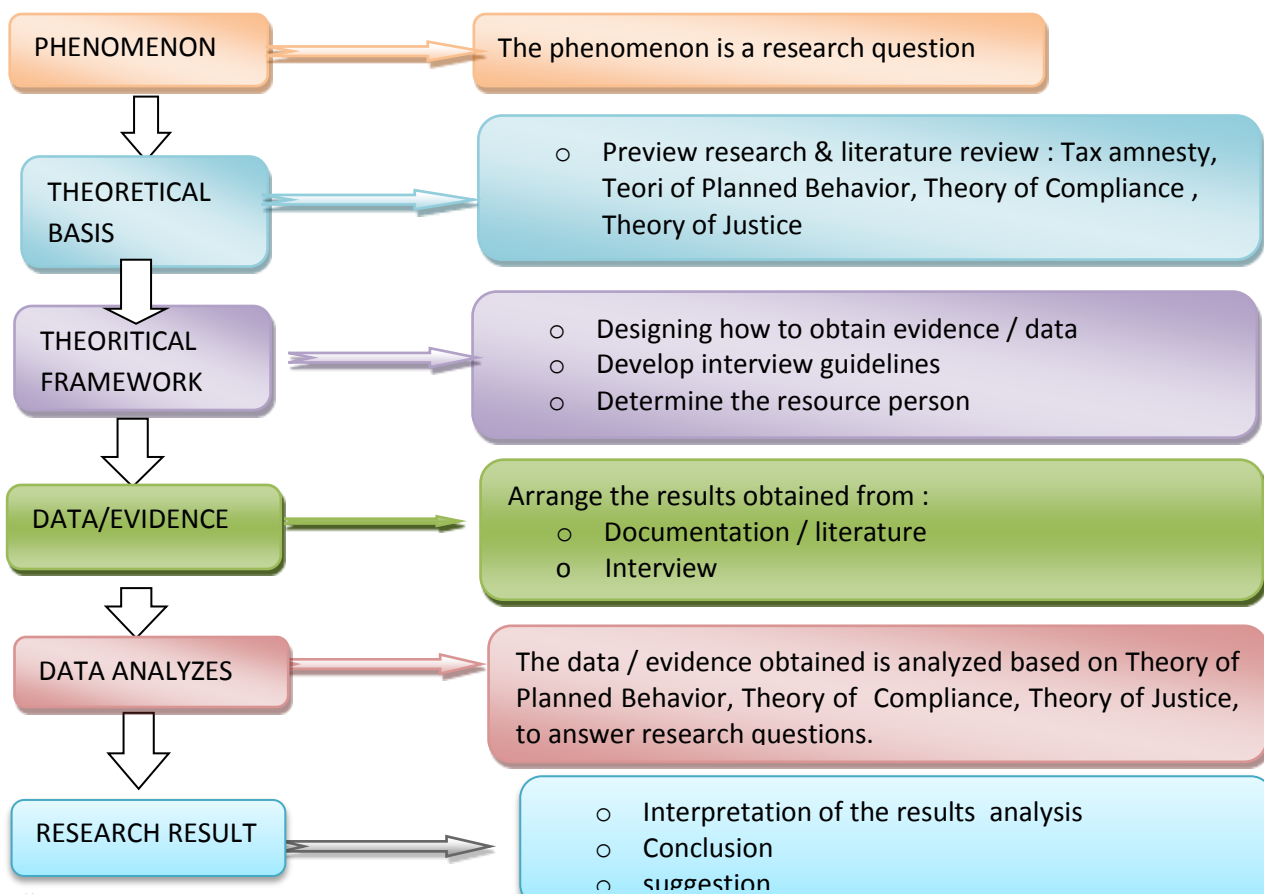 PHENOMENON
The phenomenon is a research question
THEORETICAL
BASIS
o Preview research & literature review : Tax amnesty,
Teori of Planned Behavior, Theory of Compliance ,
Theory of Justice
THEORITICAL
FRAMEWORK
o Designing how to obtain evidence / data
o Develop interview guidelines
o Determine the resource person
DATA/EVIDENCE
Arrange the results obtained from :
o Documentation / literature
o Interview
DATA ANALYZES
The data / evidence obtained is analyzed based on Theory of
Planned Behavior, Theory of Compliance, Theory of Justice,
to answer research questions.
RESEARCH RESULT
o Interpretation of the results analysis
o Conclusion
o suggestion